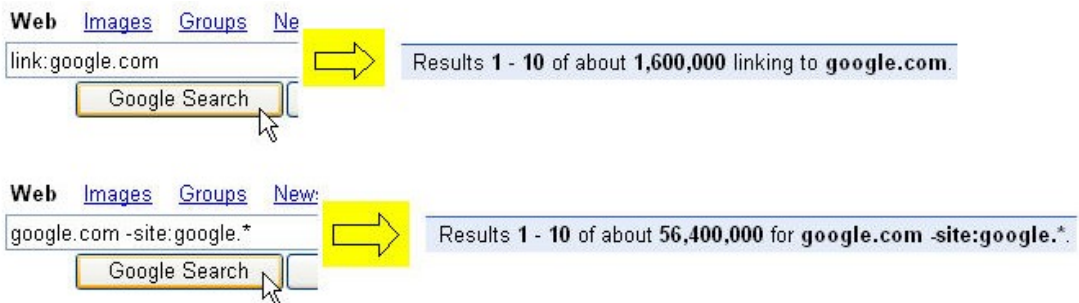 Web Images Groups Ne
link:google.com
Results 1 - 10 of about 1,600,000 linking to google.com.
Google Search
Web Images Groups News
google.com -site:google.*
Results 1 - 10 of about 56,400,000 for google.com -site:google.*.
Google Search